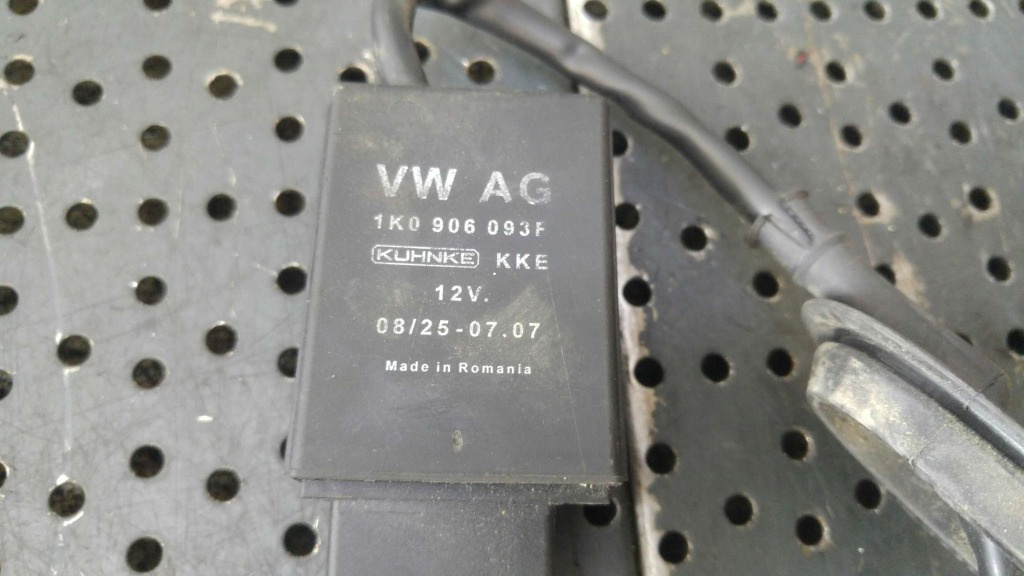 VW AG
1K0 906 093F
KUHNKE KKE
12V.
08/25-07.07
Made in Romania